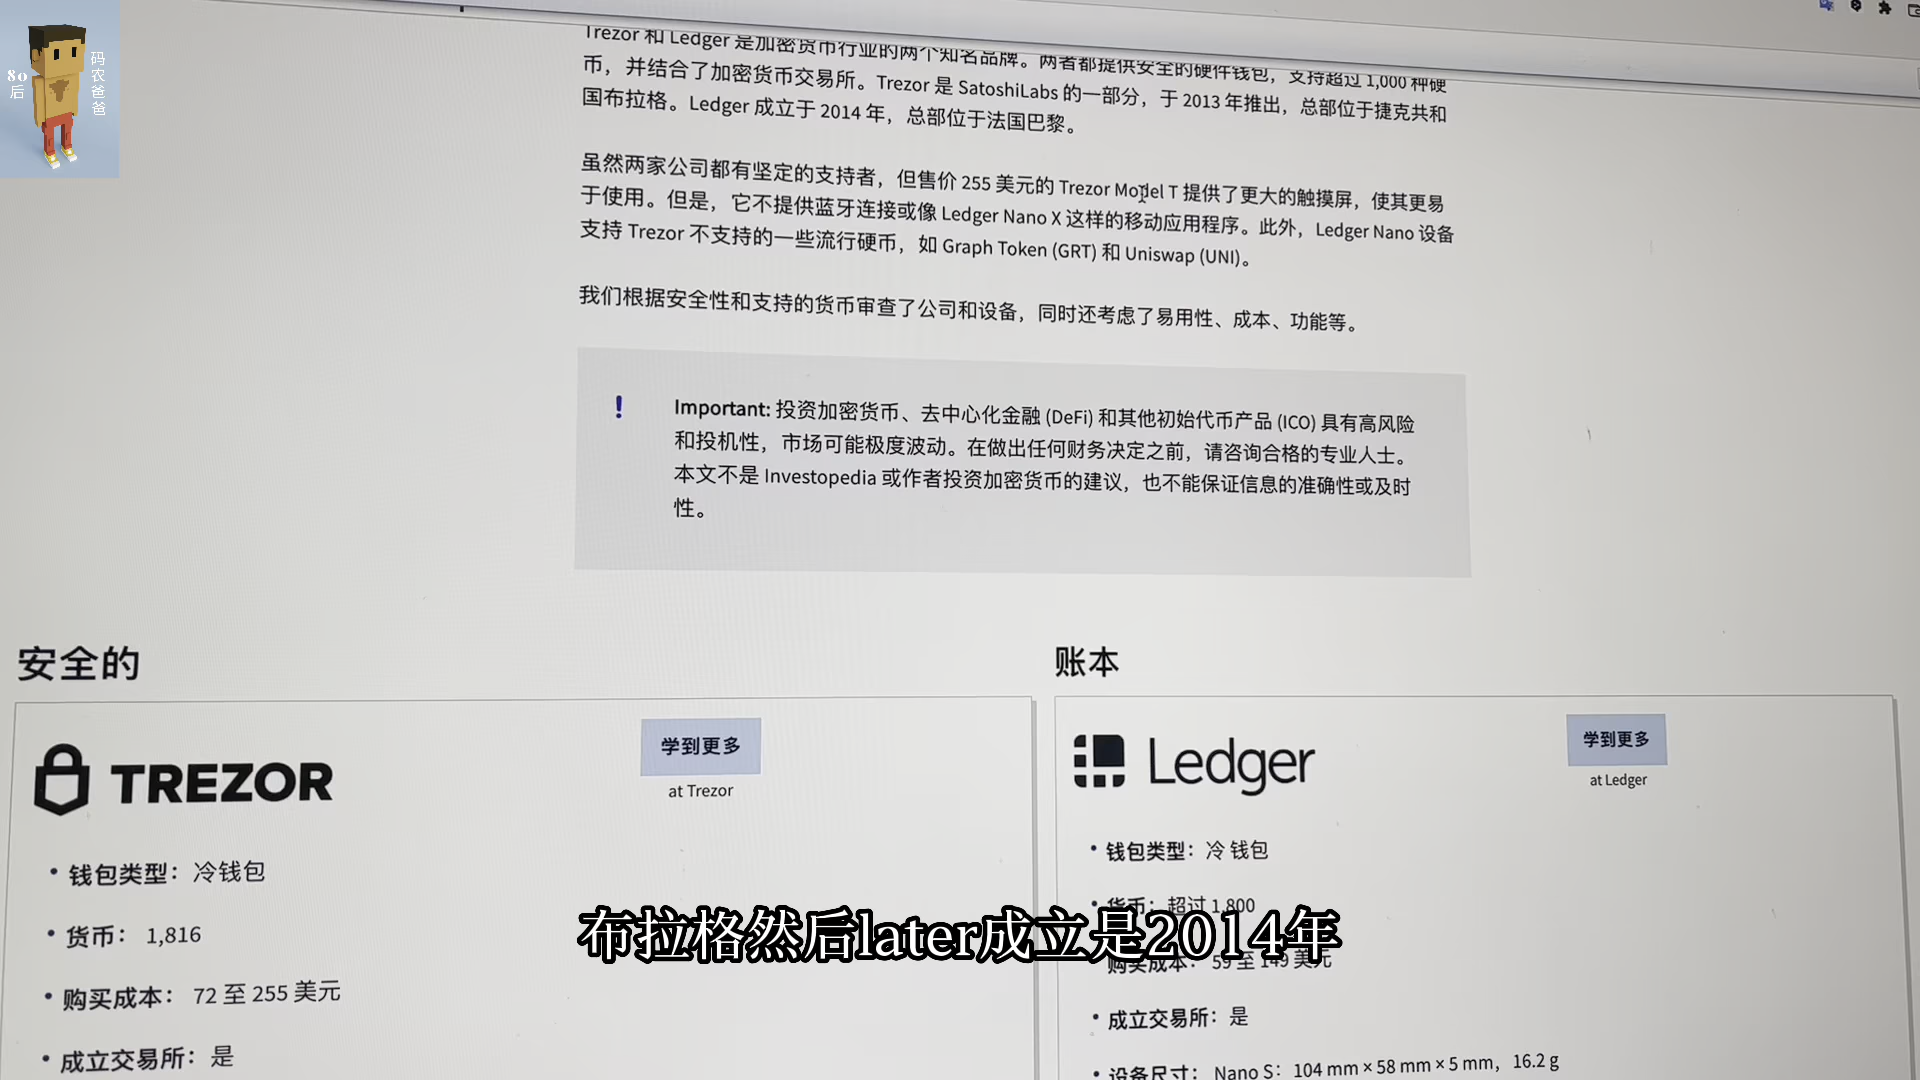 80后
码农爸爸
Trezor 和 Ledger 是加密货币行业的两个知名品牌。两者都提供安全的硬件钱包，支持超过 1,000 种硬
币，并结合了加密货币交易所。Trezor 是 SatoshiLabs 的一部分，于 2013 年推出，总部位于捷克共和
国布拉格。Ledger 成立于 2014 年，总部位于法国巴黎。
虽然两家公司都有坚定的支持者，但售价 255 美元的 Trezor Model T 提供了更大的触摸屏，使其更易
于使用。但是，它不提供蓝牙连接或像 Ledger Nano X 这样的移动应用程序。此外，Ledger Nano 设备
支持 Trezor 不支持的一些流行硬币，如 Graph Token (GRT) 和 Uniswap (UNI)。
我们根据安全性和支持的货币审查了公司和设备，同时还考虑了易用性、成本、功能等。
! Important: 投资加密货币、去中心化金融 (DeFi) 和其他初始代币产品 (ICO) 具有高风险
和投机性，市场可能极度波动。在做出任何财务决定之前，请咨询合格的专业人士。
本文不是 Investopedia 或作者投资加密货币的建议，也不能保证信息的准确性或及时
性。
安全的
TREZOR
学到更多
at Trezor
• 钱包类型： 冷钱包
• 货币： 1,816
• 购买成本： 72 至 255 美元
• 成立交易所： 是
账本
Ledger
学到更多
at Ledger
• 钱包类型： 冷 钱包
• 货币： 超过 1,800
购买成本： 59 至 149 美元
• 成立交易所： 是
• 设备尺寸： Nano S：104 mm × 58 mm × 5 mm，16.2 g
布拉格然后later成立是2014年